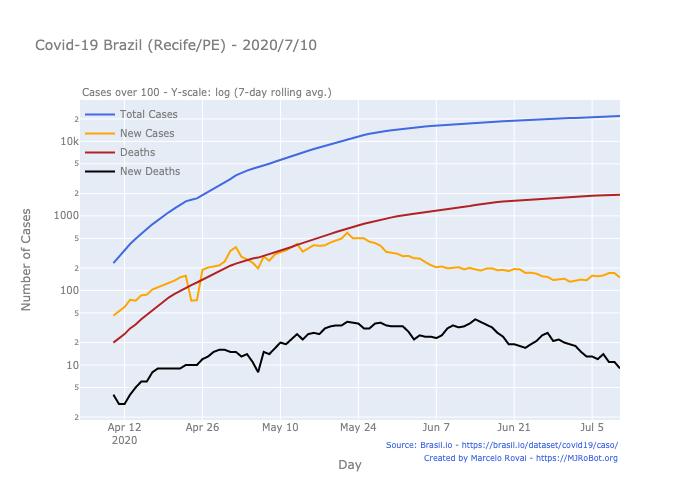 Covid-19 Brazil (Recife/PE) - 2020/7/10
Cases over 100 - Y-scale: log (7-day rolling avg.)
Total Cases
New Cases
Deaths
New Deaths
2
10k
5
2
1000
5
2
100
5
2
10
5
2
Number of Cases
Apr 12
2020
Apr 26
May 10
May 24
Jun 7
Jun 21
Jul 5
Day
Source: Brasil.io - https://brasil.io/dataset/covid19/caso/
Created by Marcelo Rovai - https://MJRoBot.org